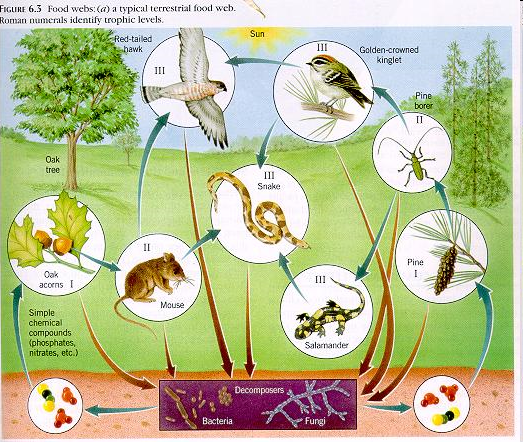 FIGURE 6.3 Food webs: (a) a typical terrestrial food web.
Roman numerals identify trophic levels.
Red-tailed
hawk
III
Sun
III
Golden-crowned
kinglet
Pine
borer
II
Oak
tree
III
Snake
Oak
acorns I
II
Mouse
III
Salamander
Pine
I
Simple
chemical
compounds
(phosphates,
nitrates, etc.)
Decomposers
Bacteria
Fungi